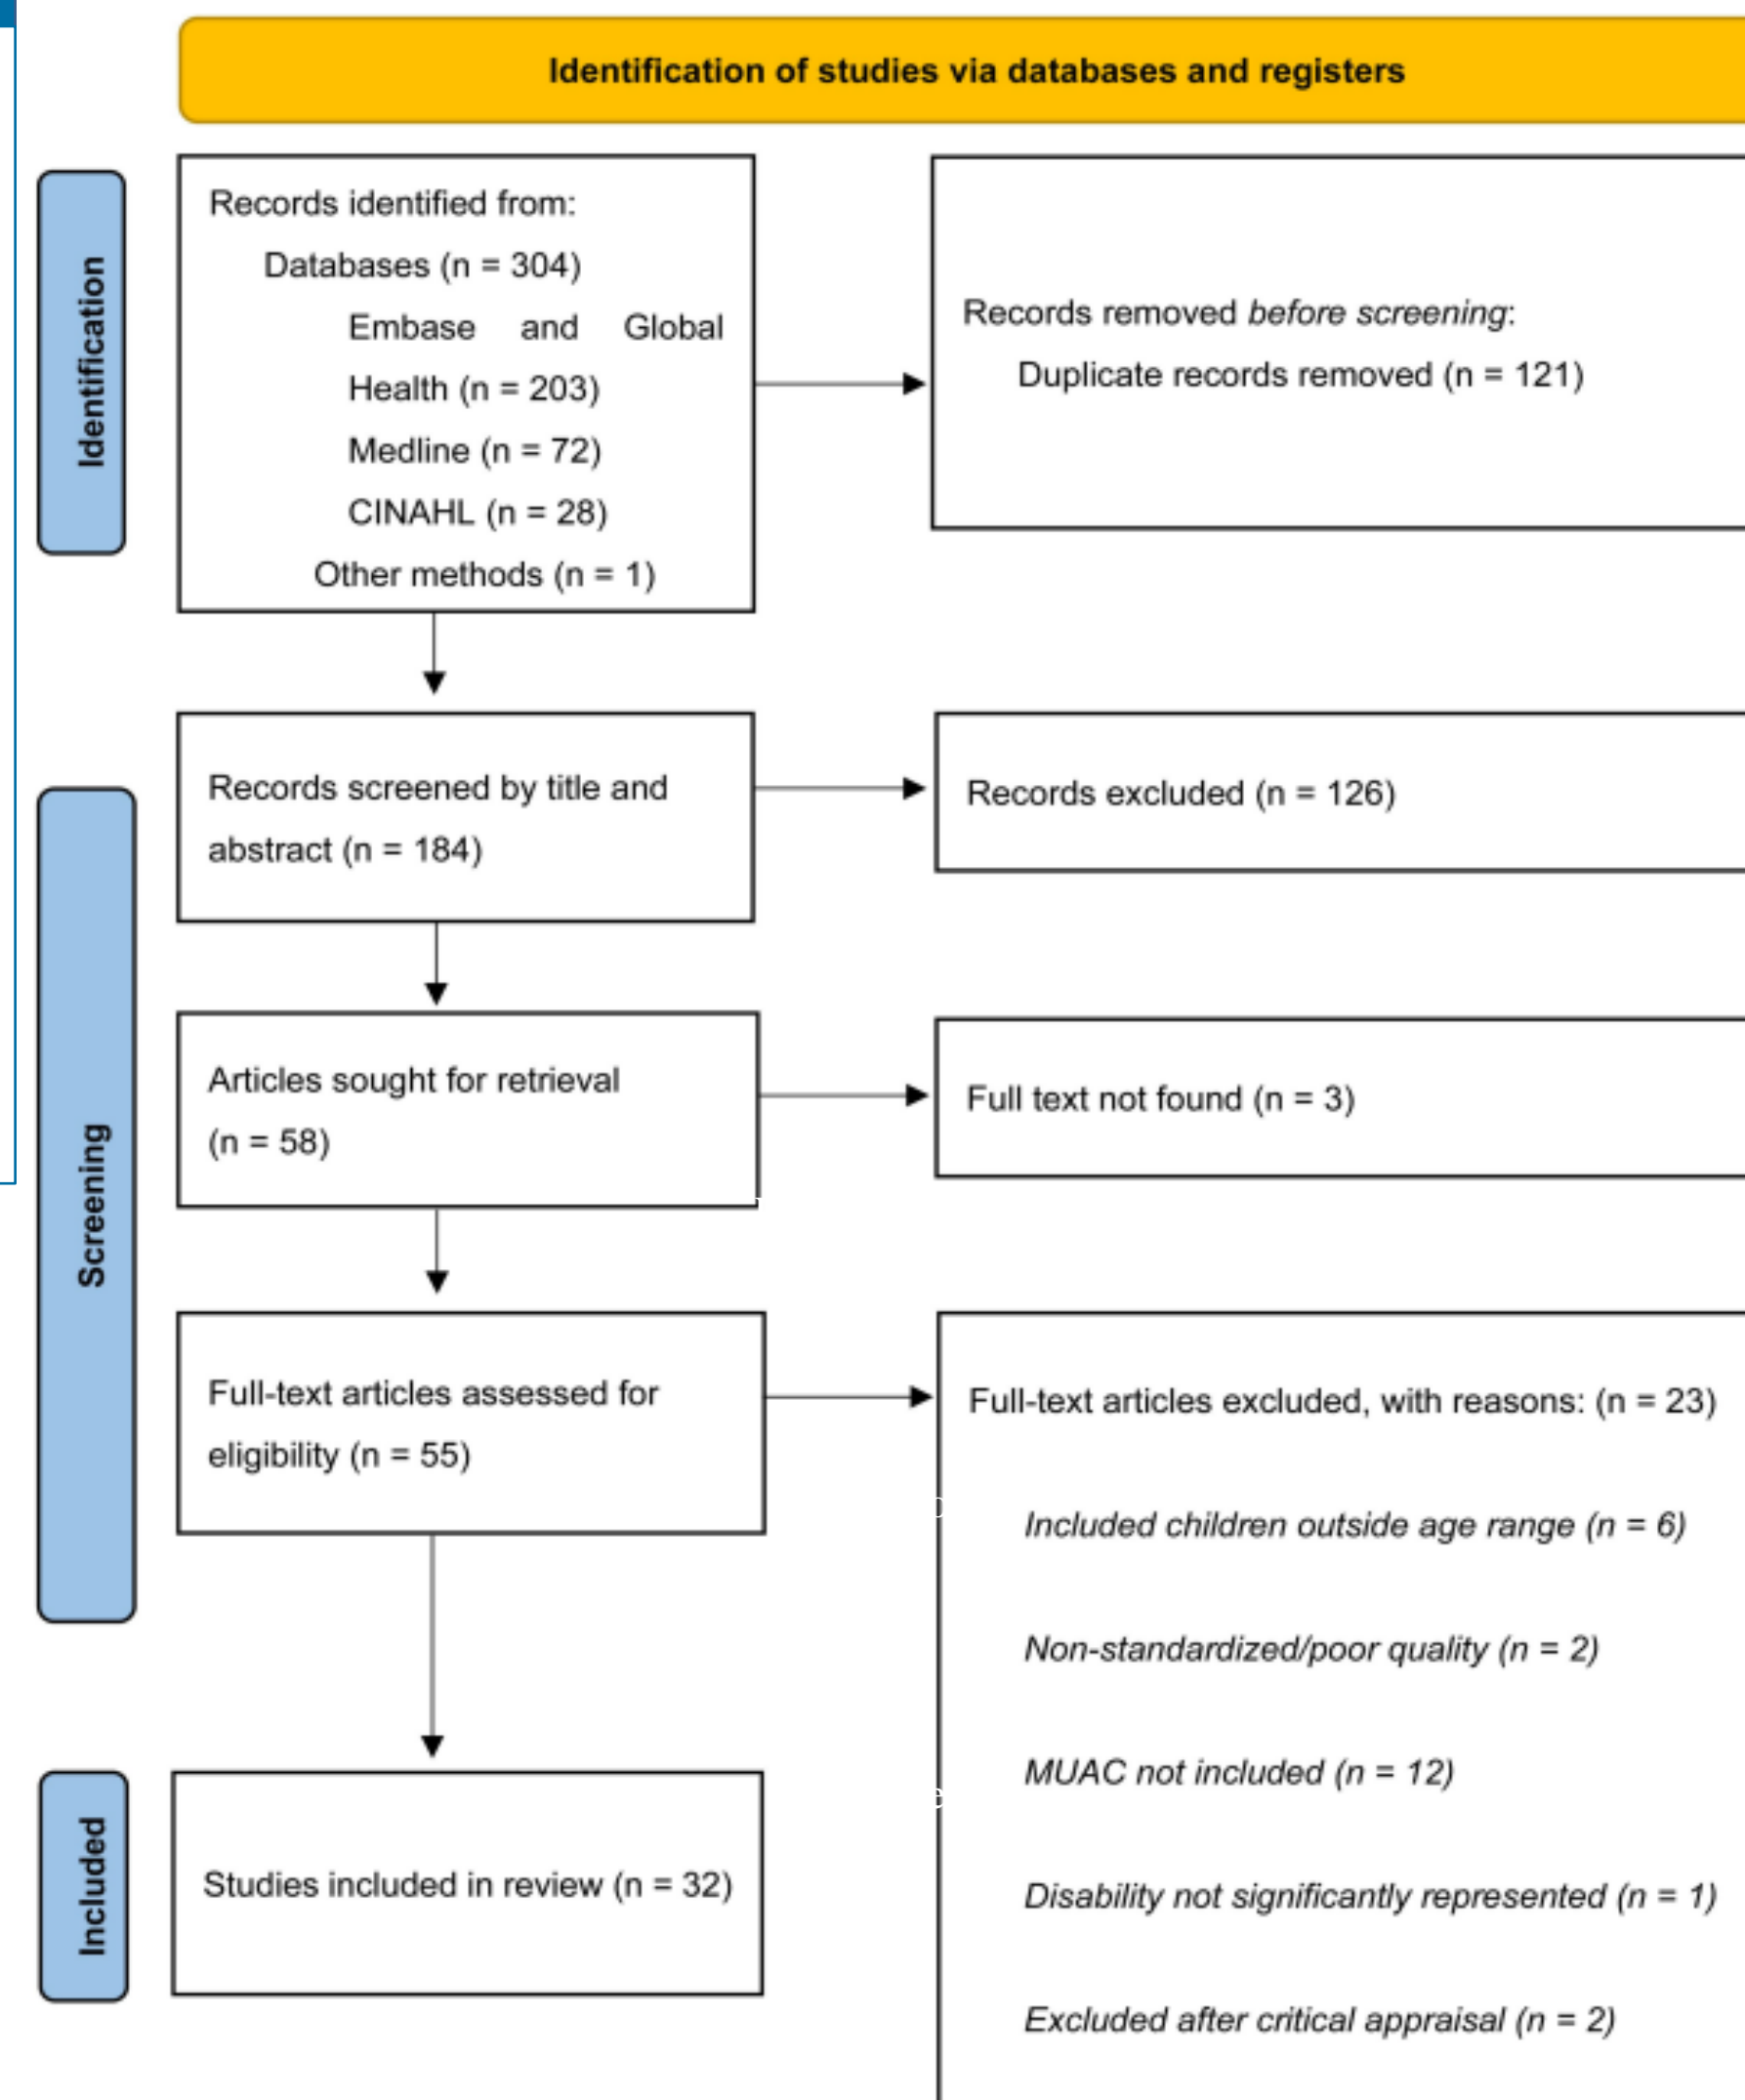 Identification of studies via databases and registers
Identification
Records identified from:
Databases (n = 304)
Embase and Global
Health (n = 203)
Medline (n = 72)
CINAHL (n = 28)
Other methods (n = 1)
Records removed before screening:
Duplicate records removed (n = 121)
Screening
Records screened by title and
abstract (n = 184)
Records excluded (n = 126)
Articles sought for retrieval
(n = 58)
Full text not found (n = 3)
Full-text articles assessed for
eligibility (n = 55)
Full-text articles excluded, with reasons: (n = 23)
Included children outside age range (n = 6)
Non-standardized/poor quality (n = 2)
MUAC not included (n = 12)
Disability not significantly represented (n = 1)
Excluded after critical appraisal (n = 2)
Included
Studies included in review (n = 32)